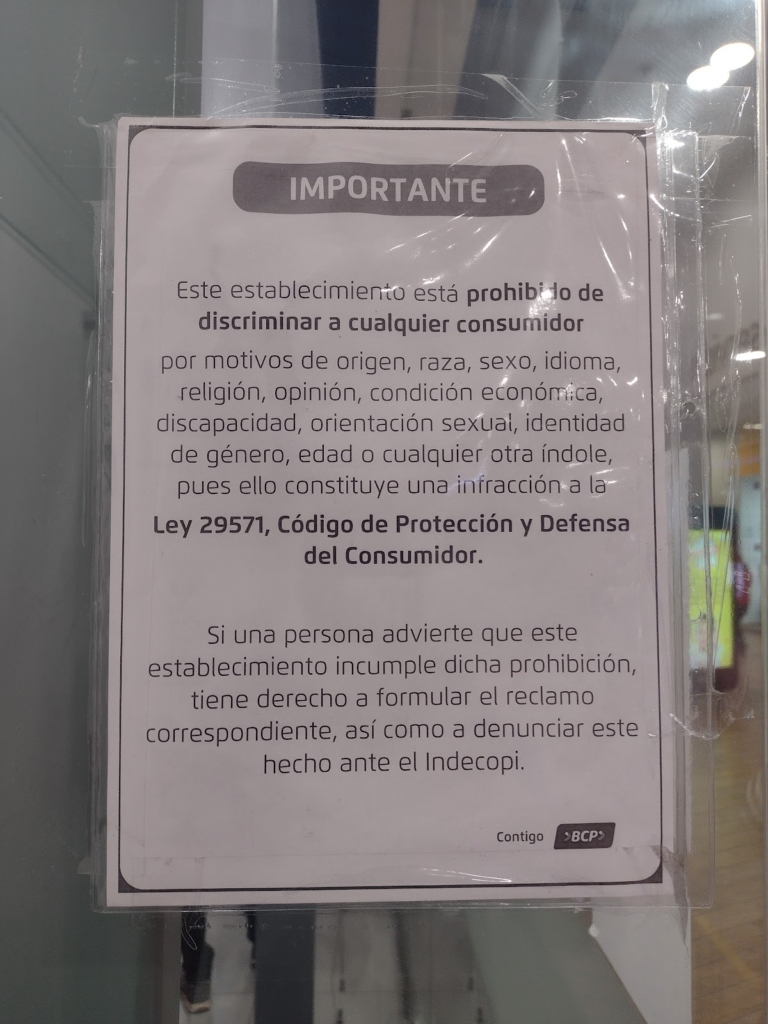 IMPORTANTE
Este establecimiento está prohibido de
discriminar a cualquier consumidor
por motivos de origen, raza, sexo, idioma,
religión, opinión, condición económica,
discapacidad, orientación sexual, identidad
de género, edad o cualquier otra índole,
pues ello constituye una infracción a la
Ley 29571, Código de Protección y Defensa
del Consumidor.
Si una persona advierte que este
establecimiento incumple dicha prohibición,
tiene derecho a formular el reclamo
correspondiente, así como a denunciar este
hecho ante el Indecopi.
Contigo >BCP>